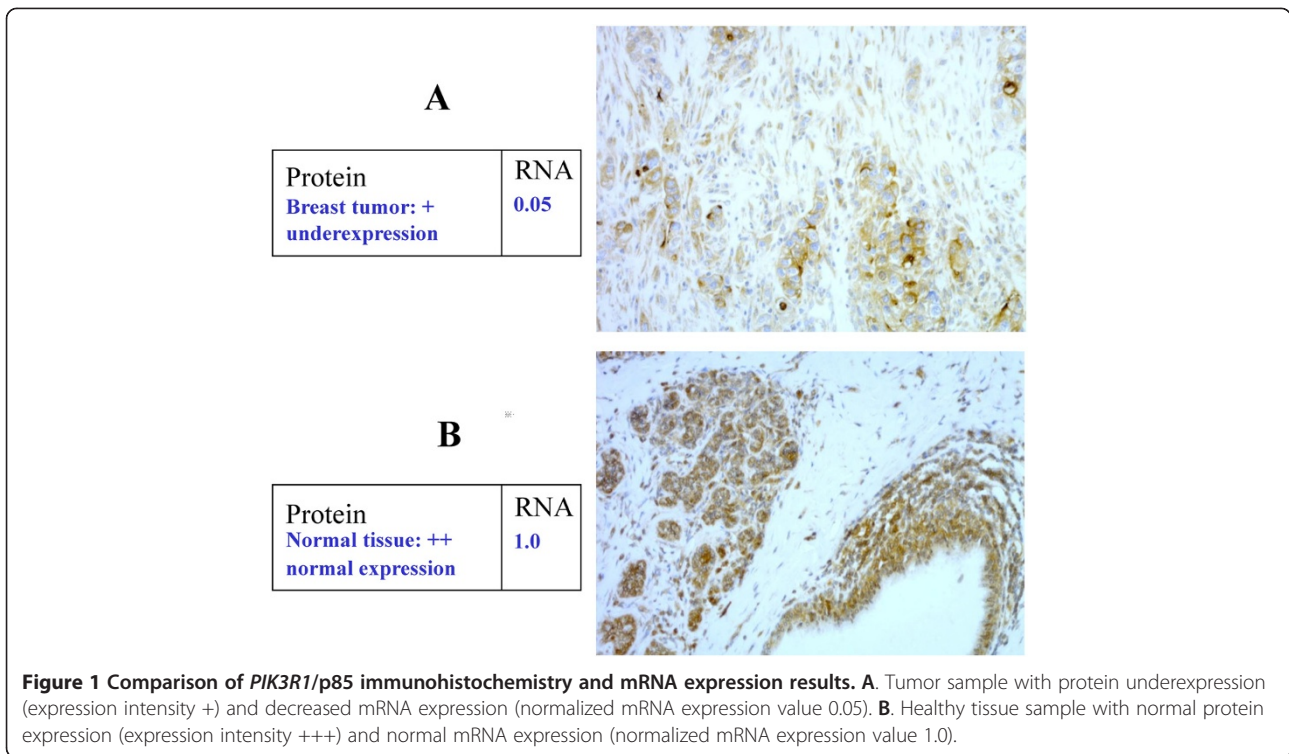 A
Protein RNA
Breast tumor: + 0.05
underexpression
B
Protein RNA
Normal tissue: ++ 1.0
normal expression
Figure 1 Comparison of PIK3R1/p85 immunohistochemistry and mRNA expression results. A. Tumor sample with protein underexpression
(expression intensity +) and decreased mRNA expression (normalized mRNA expression value 0.05). B. Healthy tissue sample with normal protein
expression (expression intensity +++) and normal mRNA expression (normalized mRNA expression value 1.0).